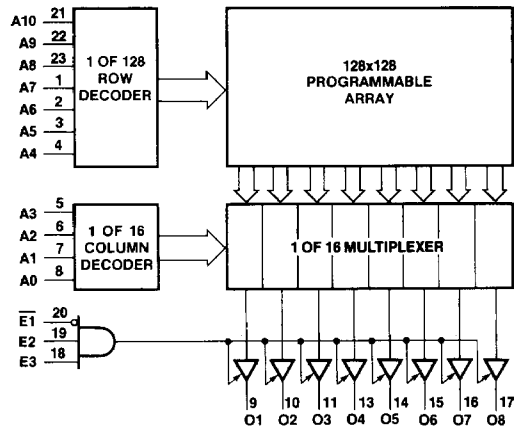 A10 21
A9 22
A8 23
A7 1
A6 2
A5 3
A4 4
1 OF 128
ROW
DECODER
128x128
PROGRAMMABLE
ARRAY
A3 5
A2 6
A1 7
A0 8
1 OF 16
COLUMN
DECODER
1 OF 16 MULTIPLEXER
E1 20
E2 19
E3 18
9 10 11 13 14 15 16 17
O1 O2 O3 O4 O5 O6 O7 O8